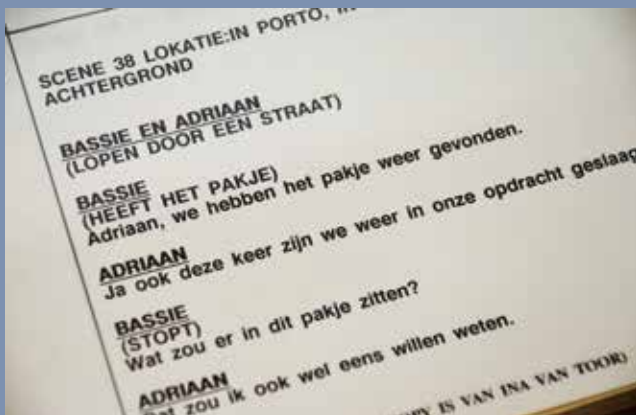 SCENE 38 LOKATIE:IN PORTO,
ACHTERGROND
BASSIE EN ADRIAAN
(LOPEN DOOR EEN STRAAT)
BASSIE
(HEEFT HET PAKJE)
Adriaan, we hebben het pakje weer gevonden.
ADRIAAN
Ja ook deze keer zijn we weer in onze opdracht geslaag
BASSIE
(STOPT)
Wat zou er in dit pakje zitten?
ADRIAAN
zou ik ook wel eens willen weten.
IS VAN INA VAN TOOR)